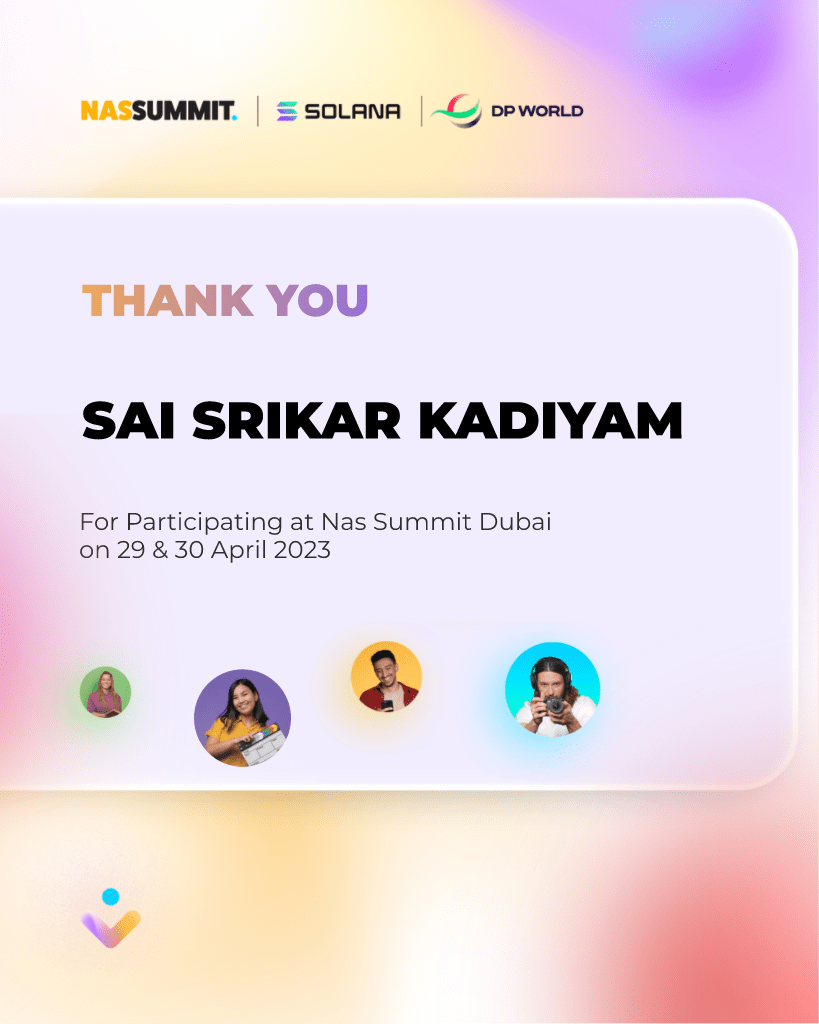 NASSUMMIT. | SOLANA | DP WORLD
THANK YOU
SAI SRIKAR KADIYAM
For Participating at Nas Summit Dubai
on 29 & 30 April 2023